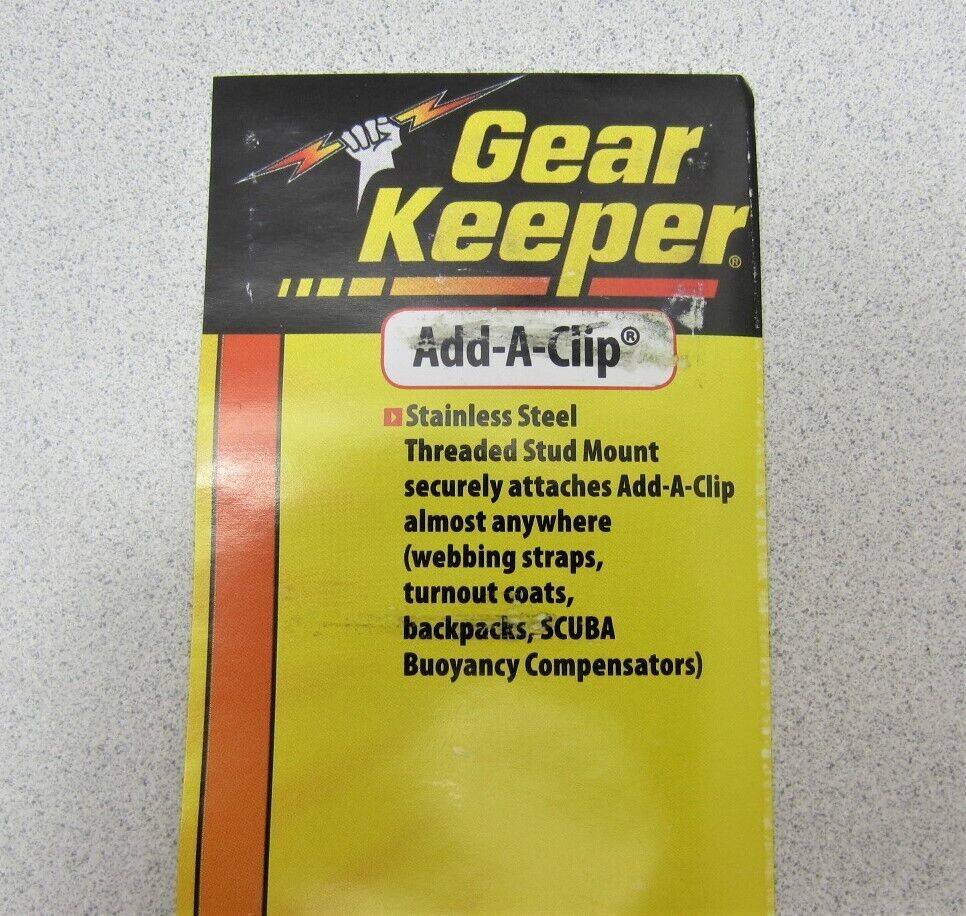 Gear
Keeper®
Add-A-Clip®
Stainless Steel
Threaded Stud Mount
securely attaches Add-A-Clip
almost anywhere
(webbing straps,
turnout coats,
backpacks, SCUBA
Buoyancy Compensators)